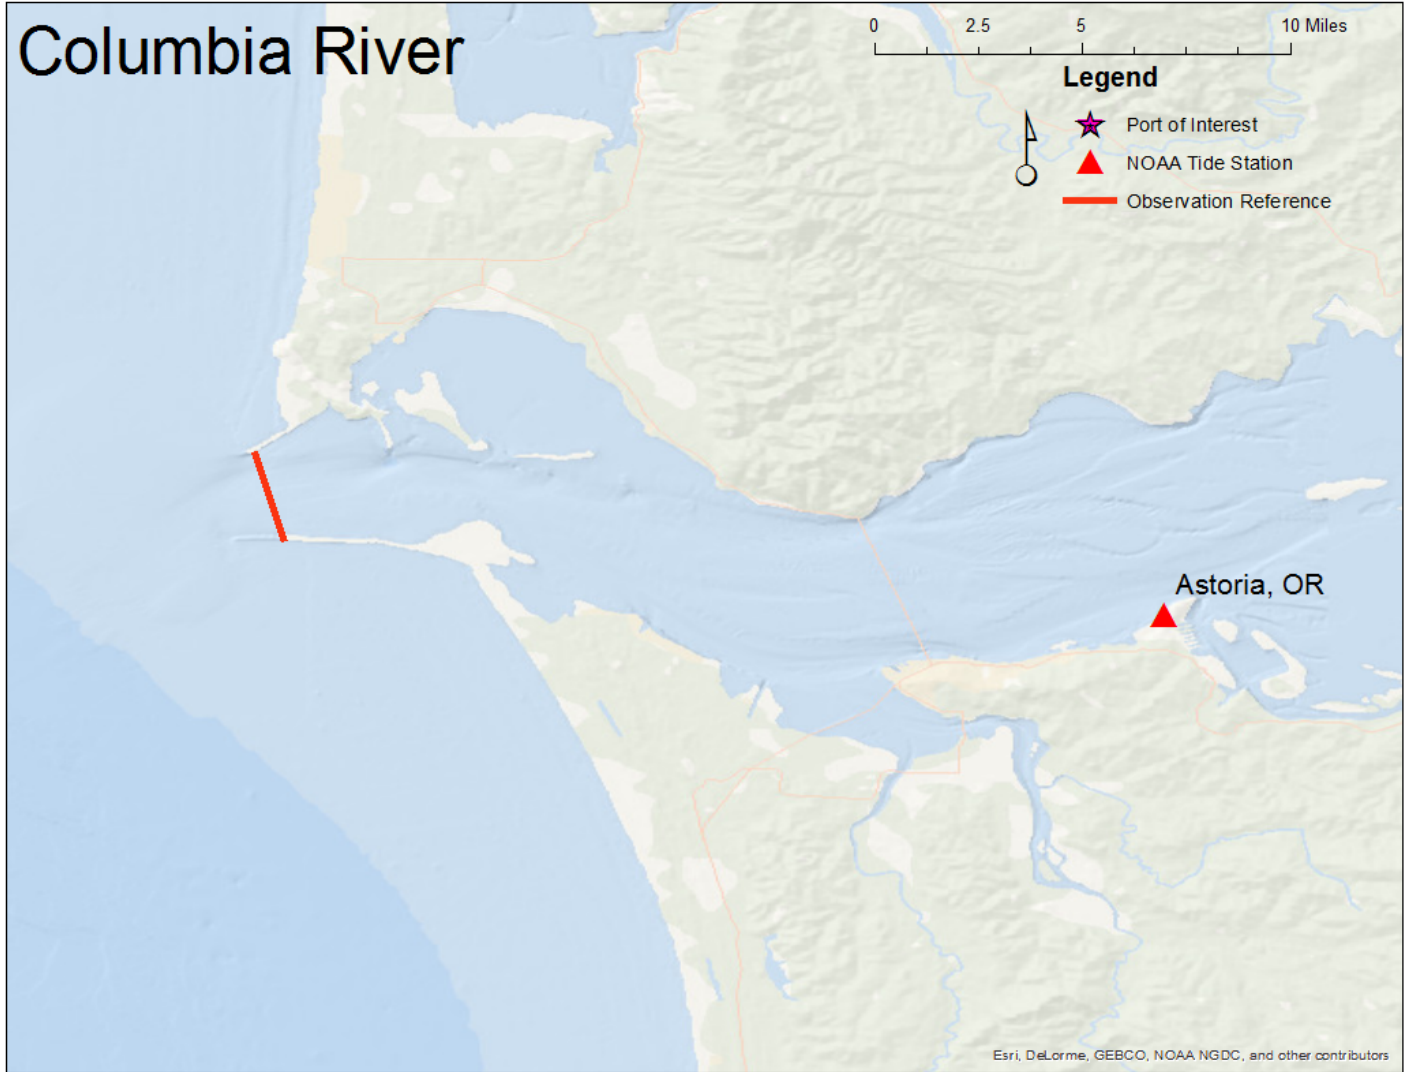 Columbia River
0 2.5 5 10 Miles
Legend
Port of Interest
NOAA Tide Station
Observation Reference
Astoria, OR
Esri, DeLorme, GEBCO, NOAA NGDC, and other contributors